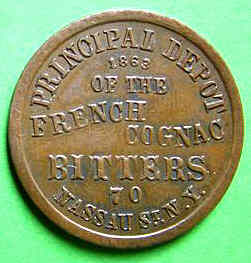 PRINCIPAL DEPOT
1863
OF THE
FRENCH
COGNAC
BITTERS
70
NASSAU ST. N.Y.